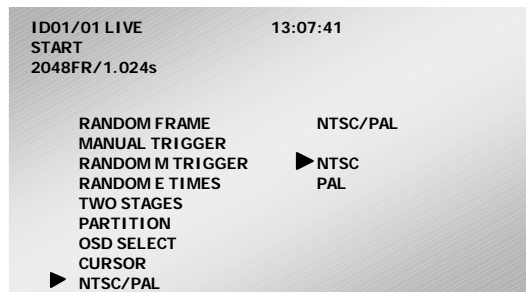 ID01/01 LIVE 13:07:41
START
2048FR/1.024s
RANDOM FRAME NTSC/PAL
MANUAL TRIGGER
RANDOM M TRIGGER NTSC
RANDOM E TIMES PAL
TWO STAGES
PARTITION
OSD SELECT
CURSOR
NTSC/PAL